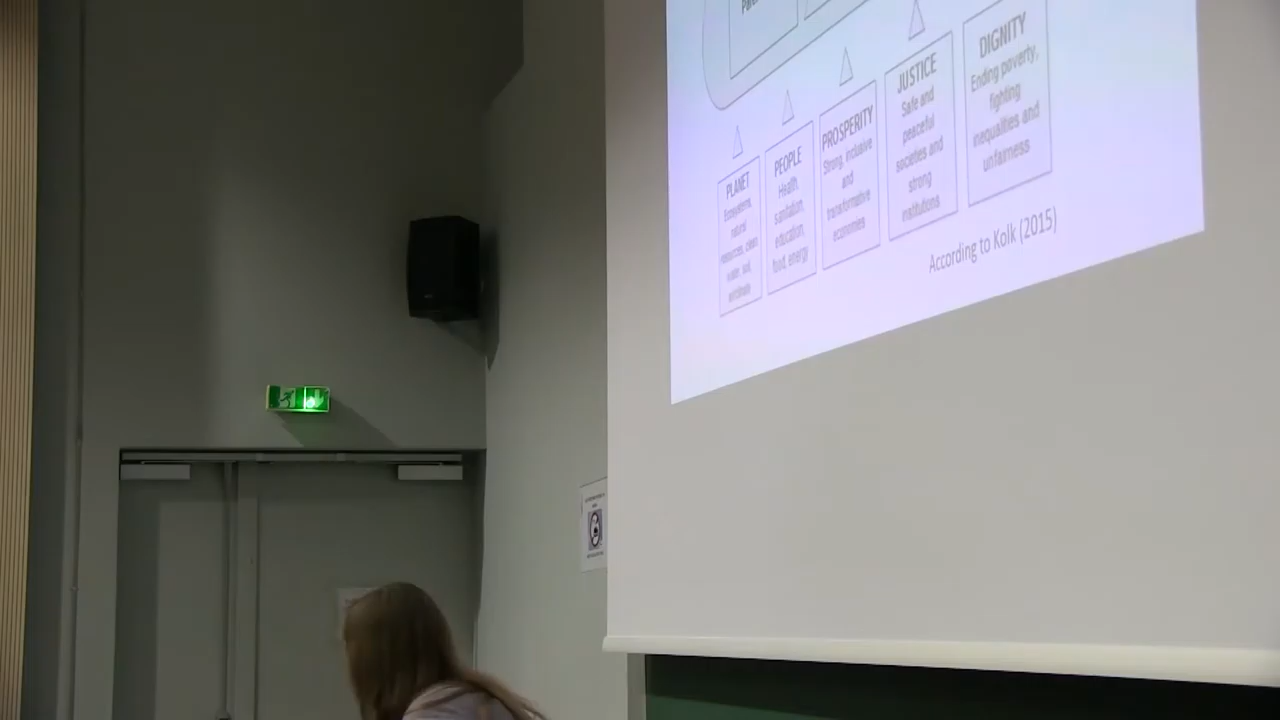 PLANET
Ecosystems,
natural
resources, clean
water, soil,
PEOPLE
Health,
sanitation,
education,
food, energy
PROSPERITY
Strong, inclusive
and
transformative
economies
JUSTICE
Safe and
peaceful
societies and
strong
institutions
DIGNITY
Ending poverty,
fighting
inequalities and
unfairness
According to Kolk (2015)